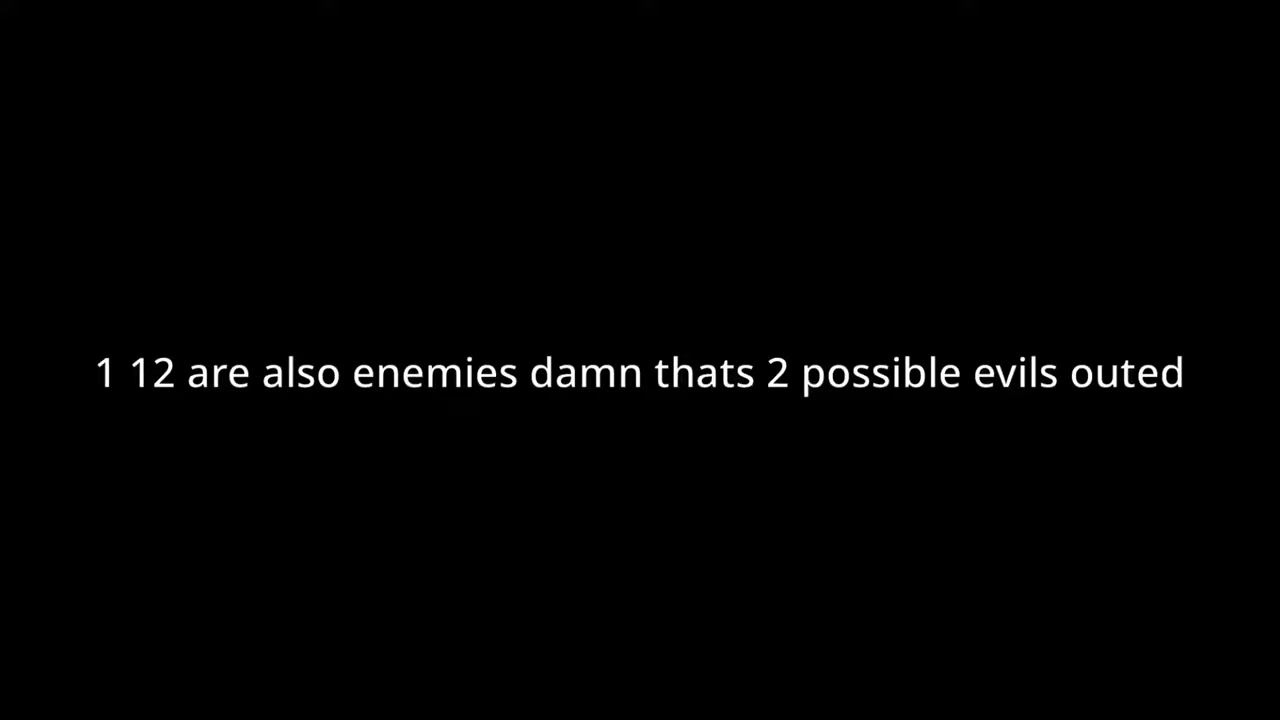 1 12 are also enemies damn thats 2 possible evils outed